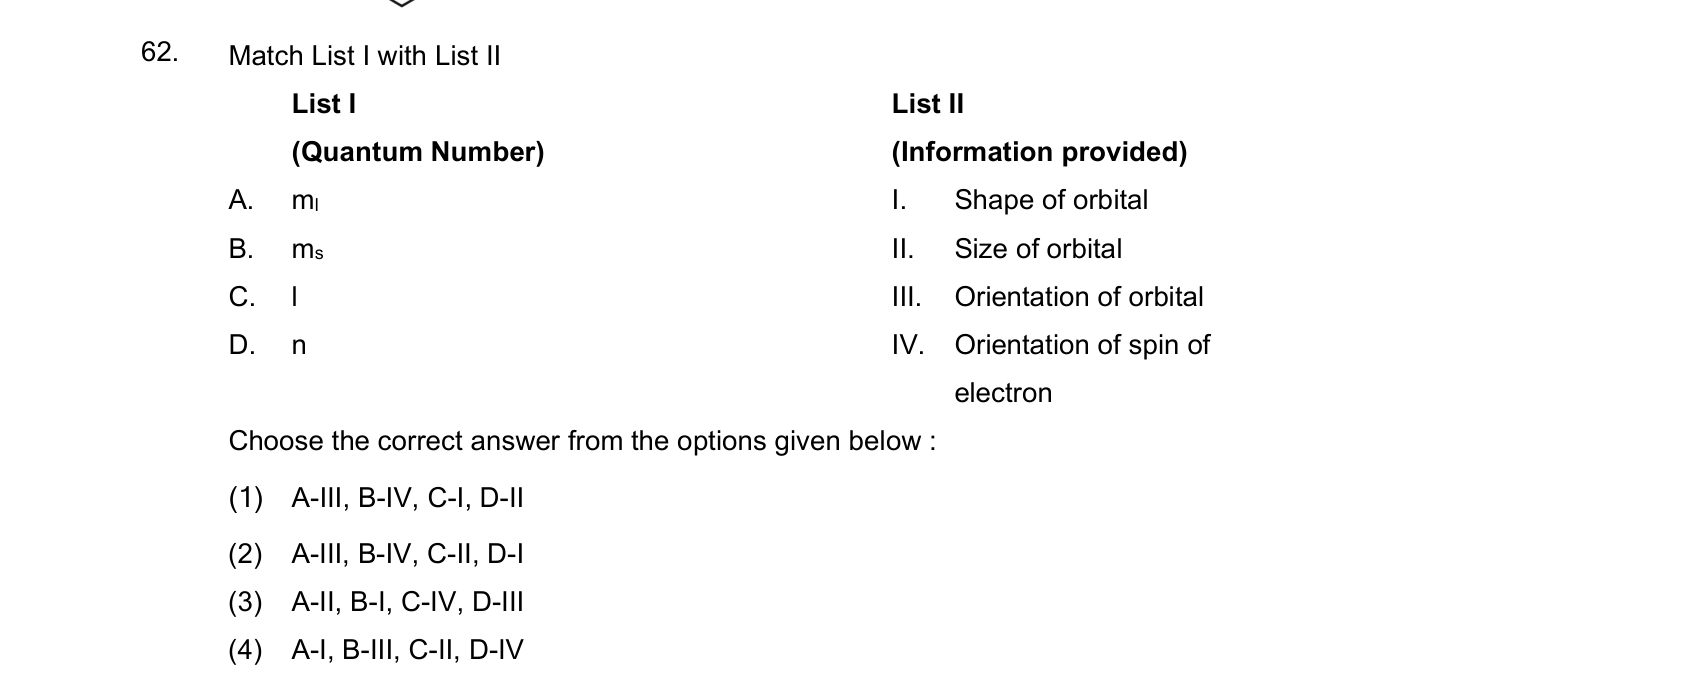 62. Match List I with List II
List I List II
(Quantum Number) (Information provided)
A. mₗ I. Shape of orbital
B. mₛ II. Size of orbital
C. l III. Orientation of orbital
D. n IV. Orientation of spin of
electron
Choose the correct answer from the options given below :
(1) A-III, B-IV, C-I, D-II
(2) A-III, B-IV, C-II, D-I
(3) A-II, B-I, C-IV, D-III
(4) A-I, B-III, C-II, D-IV